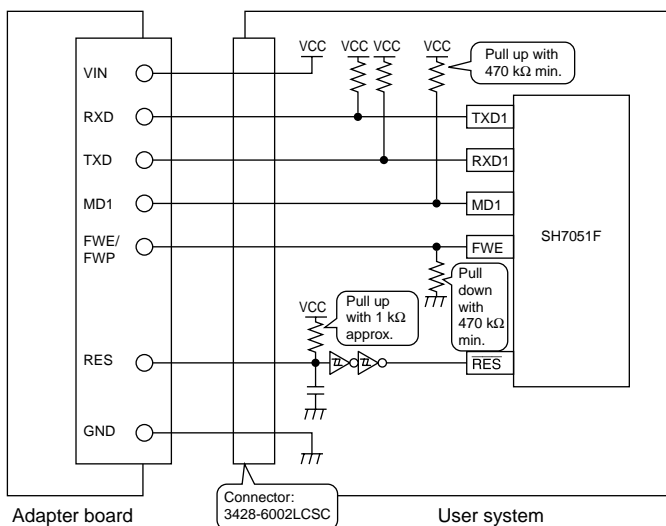 VCC
VCC VCC
VCC
Pull up with
470 kΩ min.
VIN
RXD
TXD1
TXD
RXD1
MD1
MD1
SH7051F
FWE/
FWP
FWE
Pull
down
with
470 kΩ
min.
VCC
Pull up
with 1 kΩ
approx.
RES
RES
GND
Connector:
3428-6002LCSC
Adapter board
User system